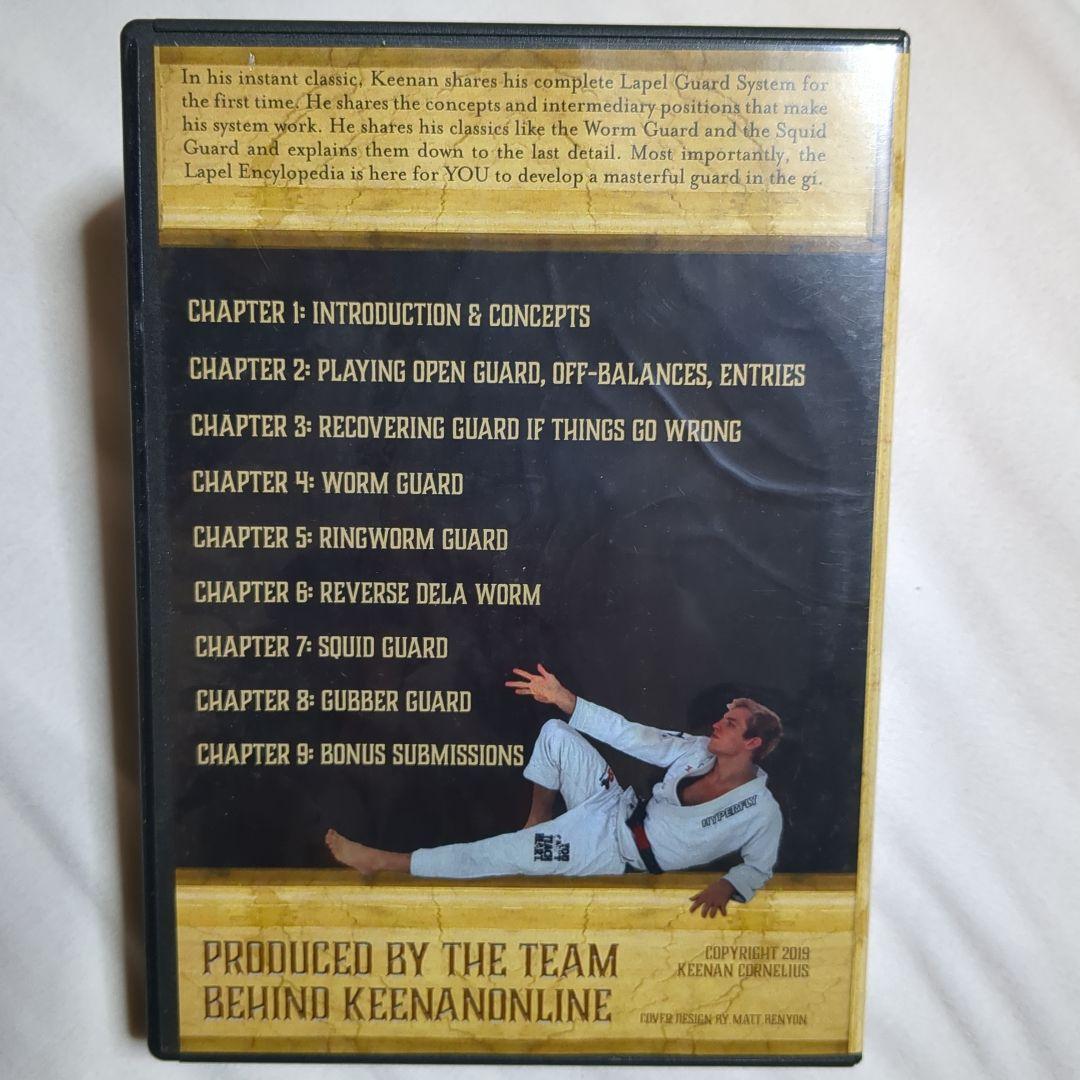 In his instant classic, Keenan shares his complete Lapel Guard System for
the first time. He shares the concepts and intermediary positions that make
his system work. He shares his classics like the Worm Guard and the Squid
Guard and explains them down to the last detail. Most importantly, the
Lapel Encylopedia is here for YOU to develop a masterful guard in the gi.
CHAPTER 1: INTRODUCTION & CONCEPTS
CHAPTER 2: PLAYING OPEN GUARD, OFF-BALANCES, ENTRIES
CHAPTER 3: RECOVERING GUARD IF THINGS GO WRONG
CHAPTER 4: WORM GUARD
CHAPTER 5: RINGWORM GUARD
CHAPTER 6: REVERSE DELA WORM
CHAPTER 7: SQUID GUARD
CHAPTER 8: GUBBER GUARD
CHAPTER 9: BONUS SUBMISSIONS
HYPERFLY
PRODUCED BY THE TEAM
BEHIND KEENANONLINE
COPYRIGHT 2019
KEENAN CORNELIUS
COVER DESIGN BY MATT BENYON